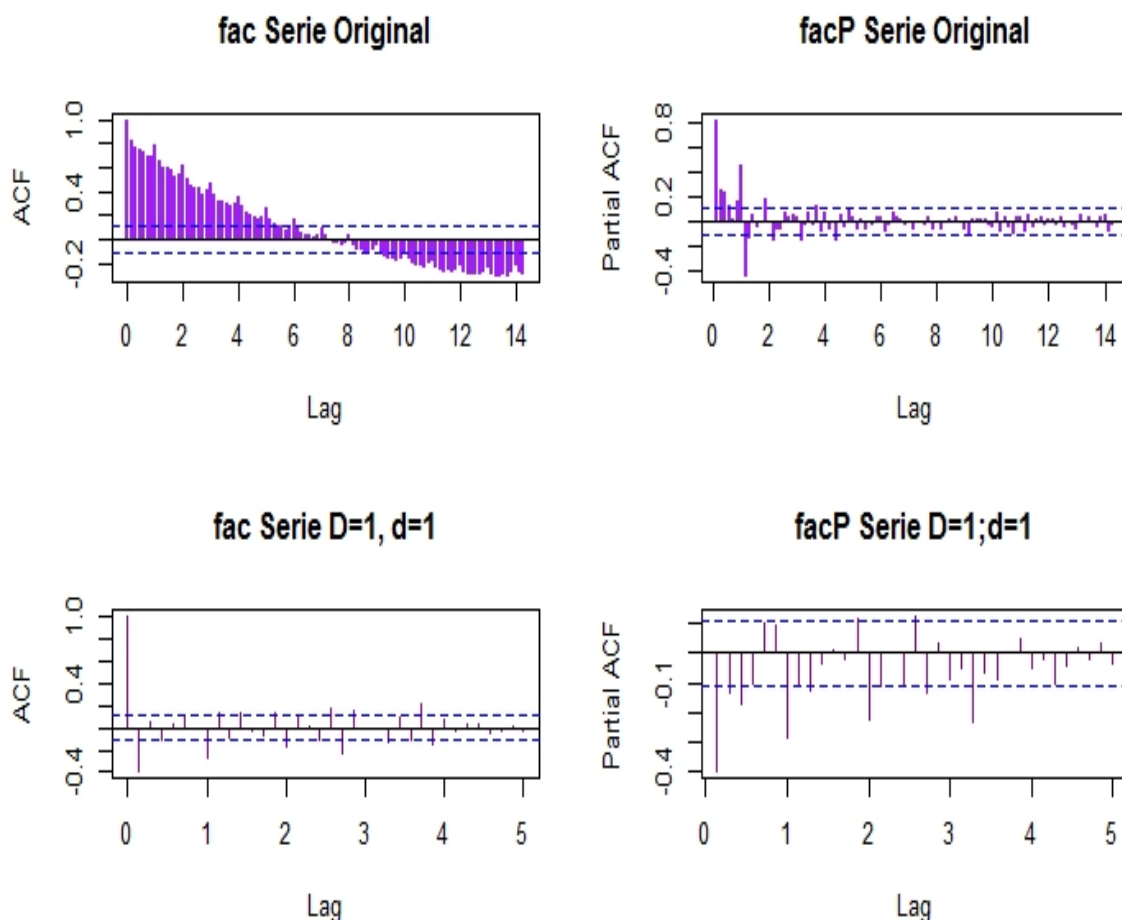 fac Serie Original
ACF
1.0
0.4
-0.2
0 2 4 6 8 10 12 14
Lag
facP Serie Original
Partial ACF
0.8
0.2
-0.4
0 2 4 6 8 10 12 14
Lag
fac Serie D=1, d=1
ACF
1.0
0.4
-0.4
0 1 2 3 4 5
Lag
facP Serie D=1;d=1
Partial ACF
-0.1
-0.4
0 1 2 3 4 5
Lag